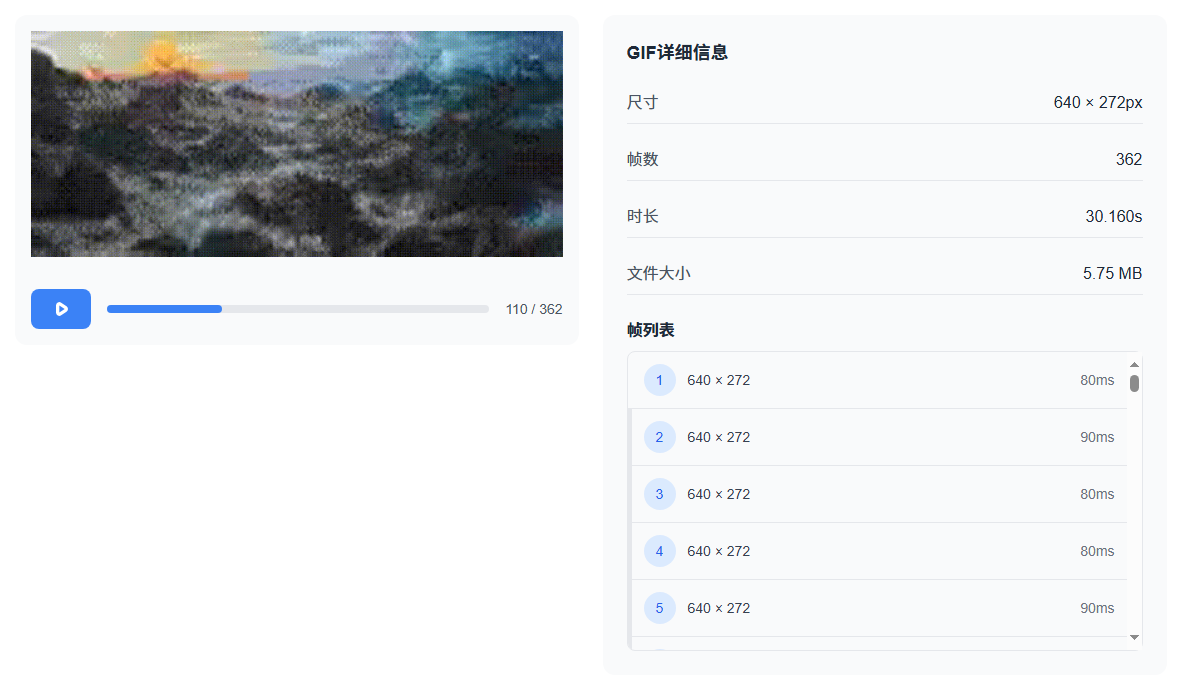 110 / 362
GIF详细信息
尺寸 640 × 272px
帧数 362
时长 30.160s
文件大小 5.75 MB
帧列表
1 640 × 272 80ms
2 640 × 272 90ms
3 640 × 272 80ms
4 640 × 272 80ms
5 640 × 272 90ms